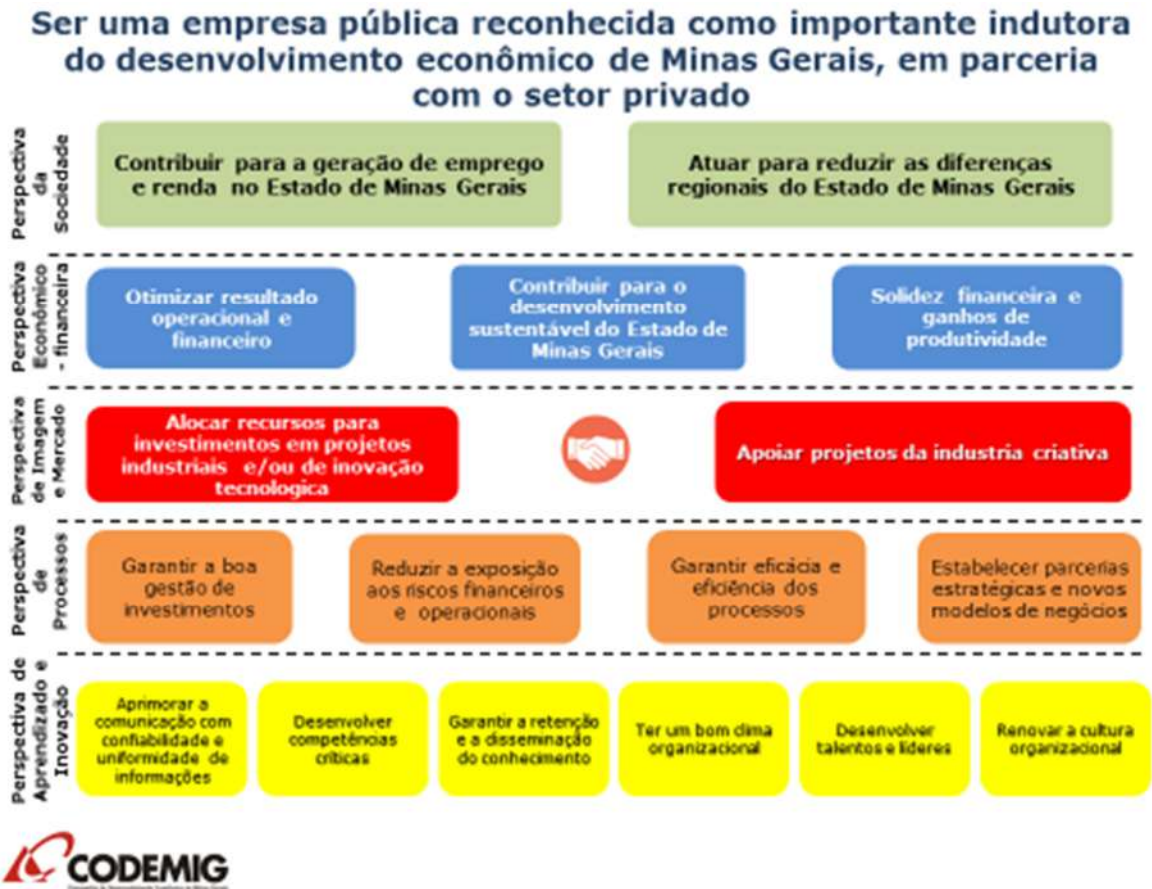 Ser uma empresa pública reconhecida como importante indutora
do desenvolvimento econômico de Minas Gerais, em parceria
com o setor privado
Perspectiva
da
Sociedade
Contribuir para a geração de emprego
e renda no Estado de Minas Gerais
Atuar para reduzir as diferenças
regionais do Estado de Minas Gerais
Perspectiva
Econômico
- financeira
Otimizar resultado
operacional e
financeiro
Contribuir para o
desenvolvimento
sustentável do Estado de
Minas Gerais
Solidez financeira e
ganhos de
produtividade
Perspectiva
de Imagem
e Mercado
Alocar recursos para
investimentos em projetos
industriais e/ou de inovação
tecnologica
Apoiar projetos da industria criativa
Perspectiva
de
Processos
Garantir a boa
gestão de
investimentos
Reduzir a exposição
aos riscos financeiros
e operacionais
Garantir eficácia e
eficiência dos
processos
Estabelecer parcerias
estratégicas e novos
modelos de negócios
Perspectiva de
Aprendizado e
Inovação
Aprimorar a
comunicação com
confiabilidade e
uniformidade de
informações
Desenvolver
competências
críticas
Garantir a retenção
e a disseminação
do conhecimento
Ter um bom clima
organizacional
Desenvolver
talentos e líderes
Renovar a cultura
organizacional
CODEMIG